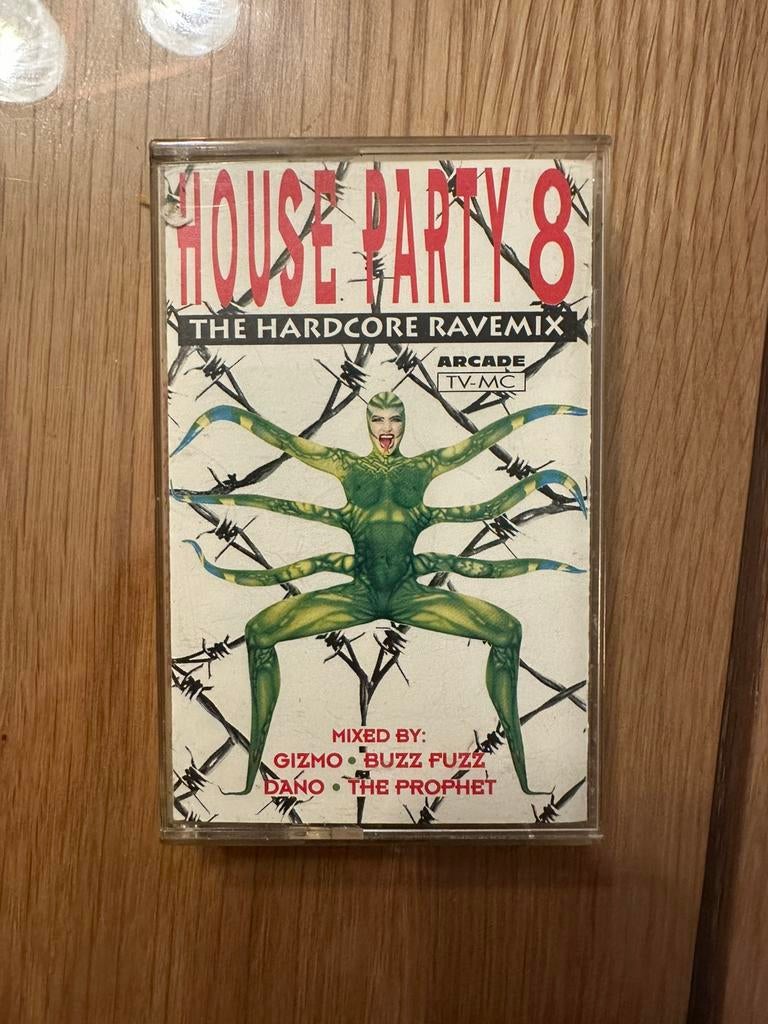 HOUSE PARTY 8
THE HARDCORE RAVEMIX
ARCADE
TV-MC
MIXED BY:
GIZMO • BUZZ FUZZ
DANO • THE PROPHET